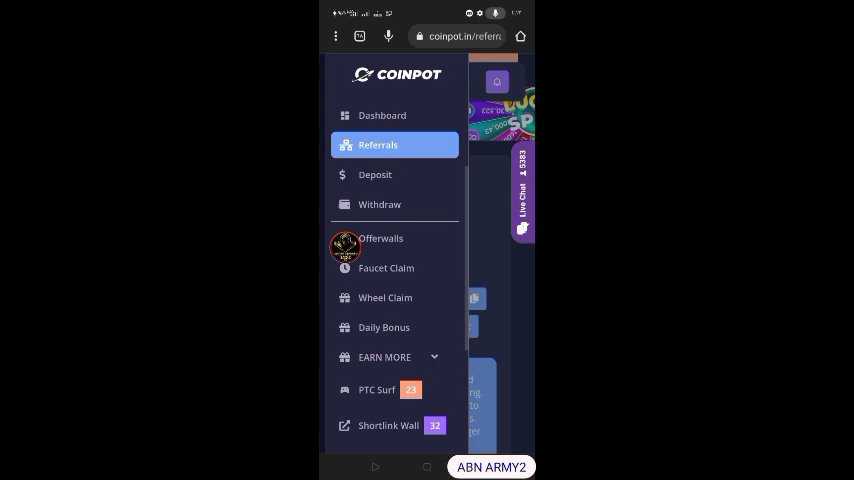 coinpot.in/referra
COINPOT
Dashboard
Referrals
Deposit
Withdraw
Offerwalls
Faucet Claim
Wheel Claim
Daily Bonus
EARN MORE
PTC Surf 23
Shortlink Wall 32
Live Chat 5383
ABN ARMY2